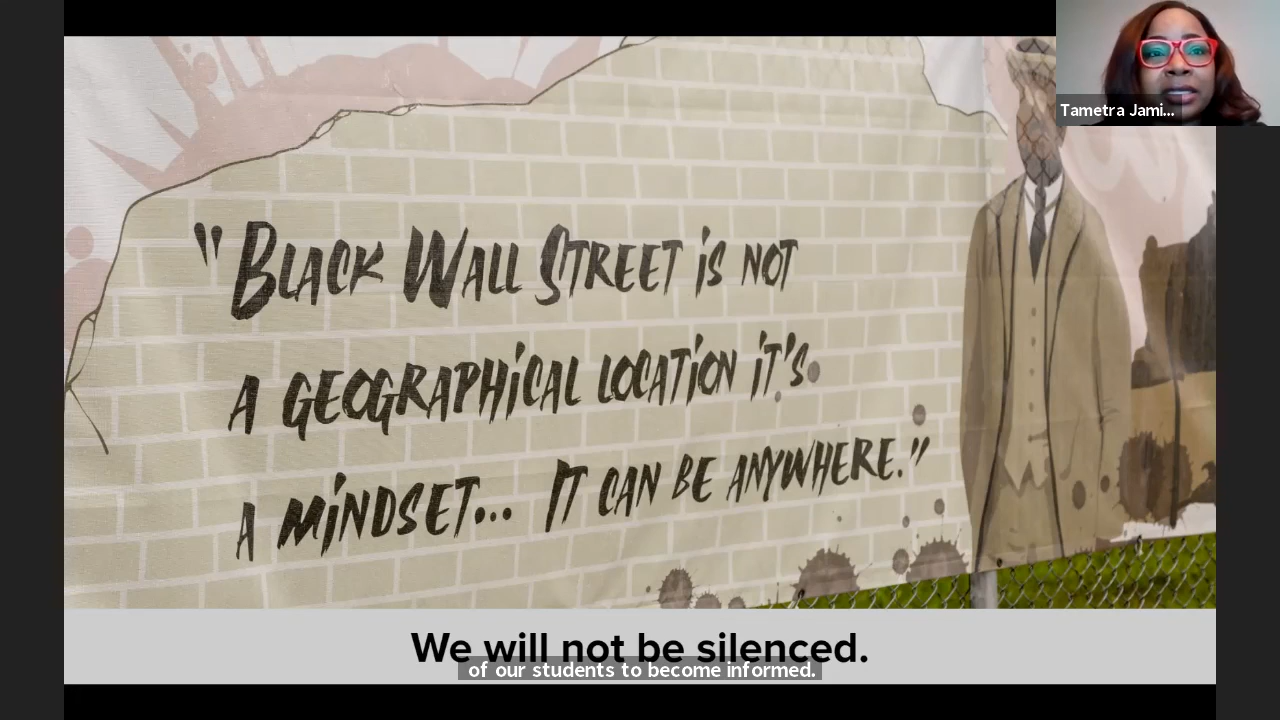 Tametra Jami...
"BLACK WALL STREET iS NOT
A GEOGRAPHiCAL LOCATiON iT'S
A MiNDSET... IT CAN BE ANYWHERE."
We will not be silenced.
of our students to become informed.